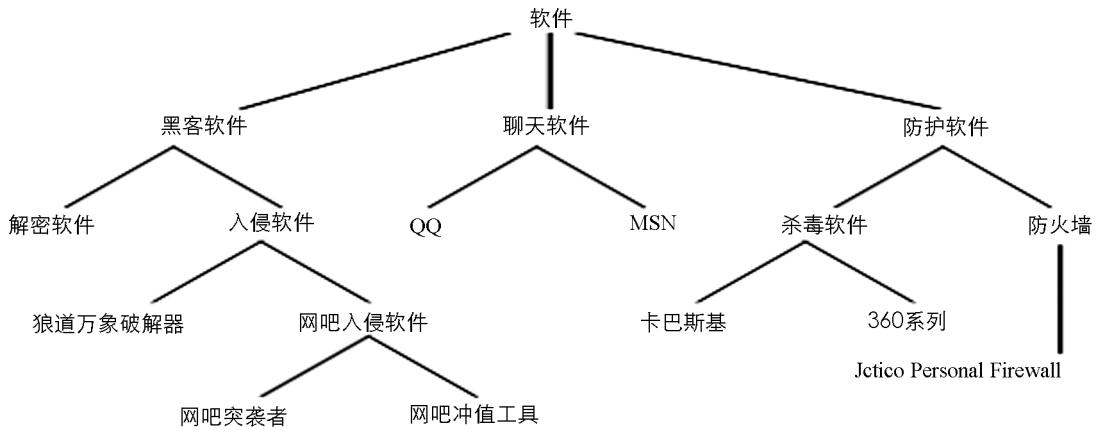 软件
黑客软件
聊天软件
防护软件
解密软件
入侵软件
QQ
MSN
杀毒软件
防火墙
狼道万象破解器
网吧入侵软件
卡巴斯基
360系列
Jctico Personal Firewall
网吧突袭者
网吧冲值工具